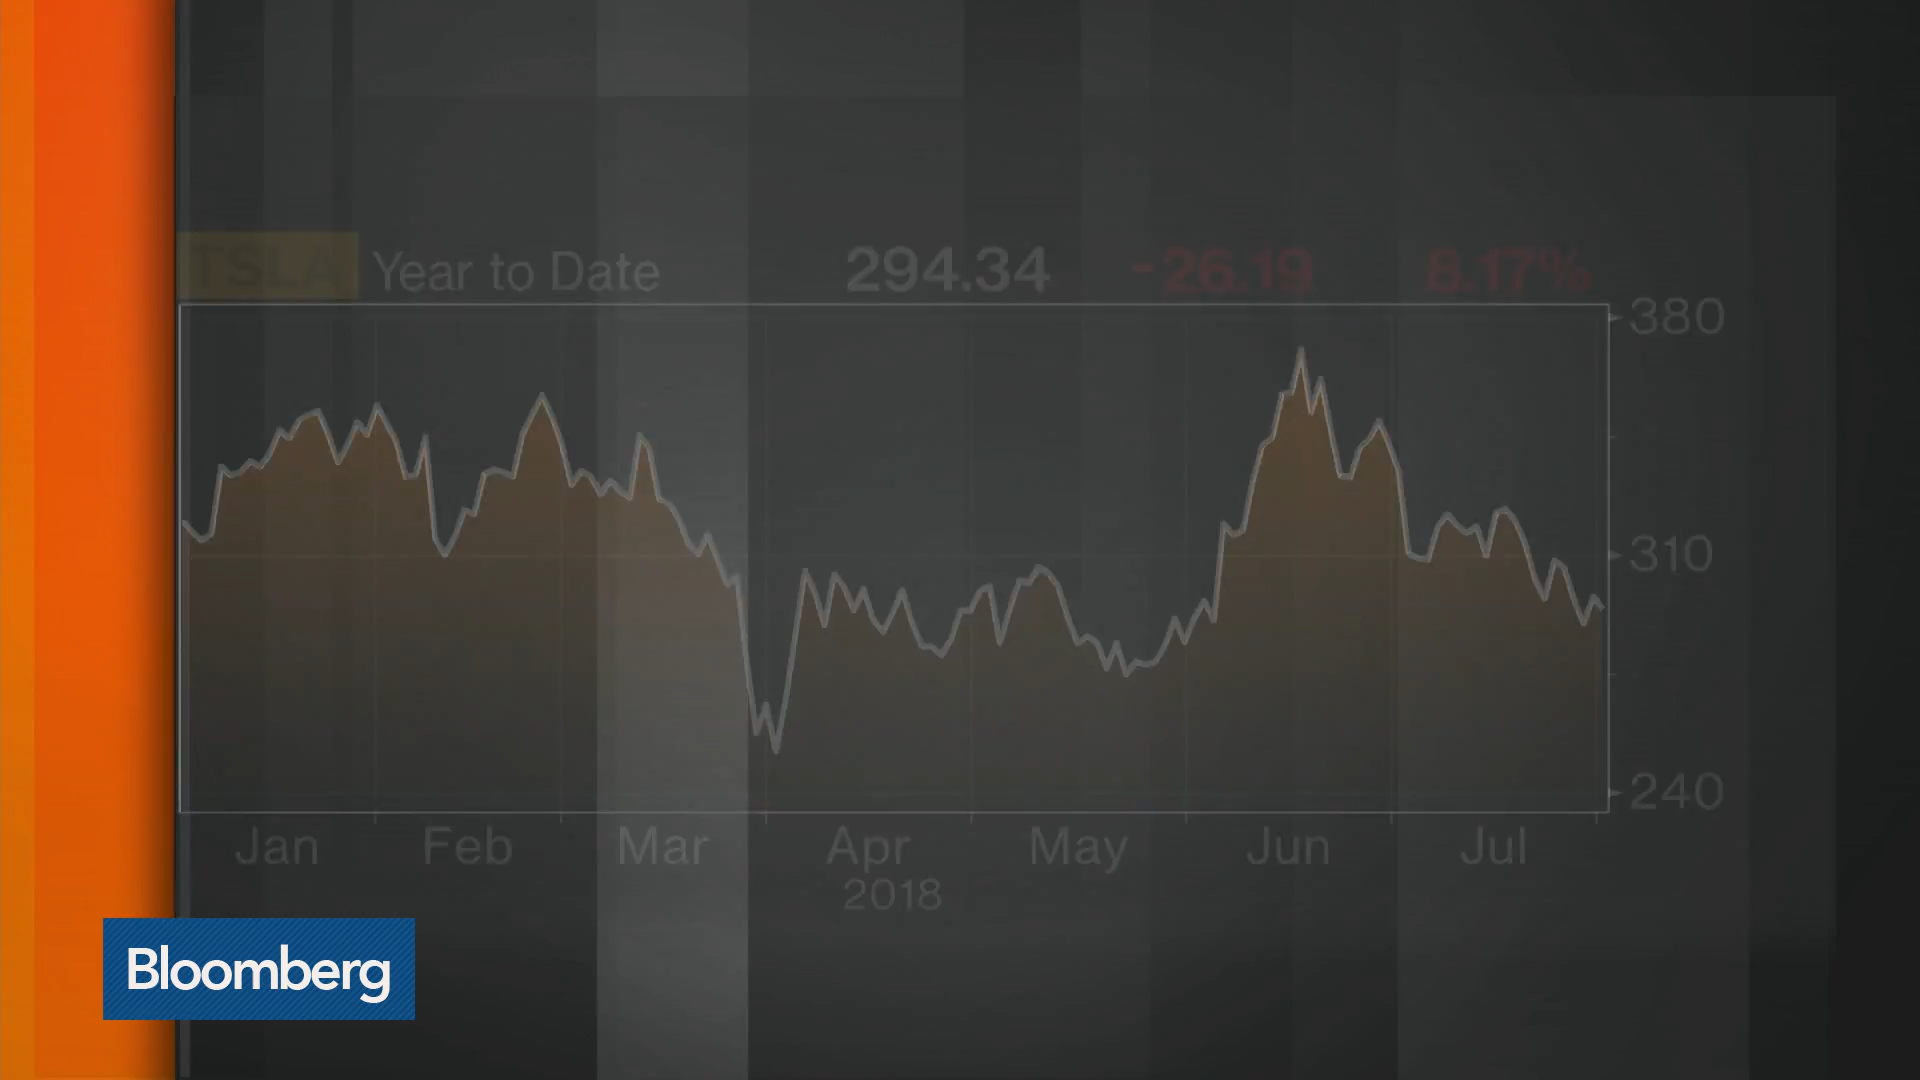 TSLA Year to Date 294.34 -26.19 8.17%
380
310
240
Jan Feb Mar Apr May Jun Jul
2018
Bloomberg